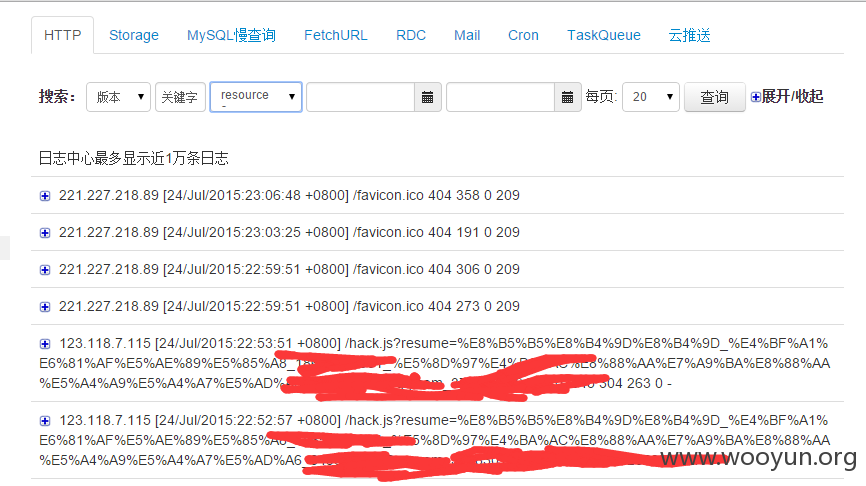 HTTP Storage MySQL慢查询 FetchURL RDC Mail Cron TaskQueue 云推送
搜索： 版本 关键字 resource 每页: 20 查询 展开/收起
日志中心最多显示近1万条日志
221.227.218.89 [24/Jul/2015:23:06:48 +0800] /favicon.ico 404 358 0 209
221.227.218.89 [24/Jul/2015:23:03:25 +0800] /favicon.ico 404 191 0 209
221.227.218.89 [24/Jul/2015:22:59:51 +0800] /favicon.ico 404 306 0 209
221.227.218.89 [24/Jul/2015:22:59:51 +0800] /favicon.ico 404 273 0 209
123.118.7.115 [24/Jul/2015:22:53:51 +0800] /hack.js?resume=%E8%B5%B5%E8%B4%9D%E8%B4%9D_%E4%BF%A1%
E6%81%AF%E5%AE%89%E5%85%A8_ %E5%8D%97%E4% %E8%88%AA%E7%A9%BA%E8%88%AA
%E5%A4%A9%E5%A4%A7%E5%AD% 304 263 0 -
123.118.7.115 [24/Jul/2015:22:52:57 +0800] /hack.js?resume=%E8%B5%B5%E8%B4%9D%E8%B4%9D_%E4%BF%A1%
E6%81%AF%E5%AE%89%E5%85%A8_ %E5%8D%97%E4%BA%AC%E8%88%AA%E7%A9%BA%E8%88%AA
%E5%A4%A9%E5%A4%A7%E5%AD%A6_
www.wooyun.org